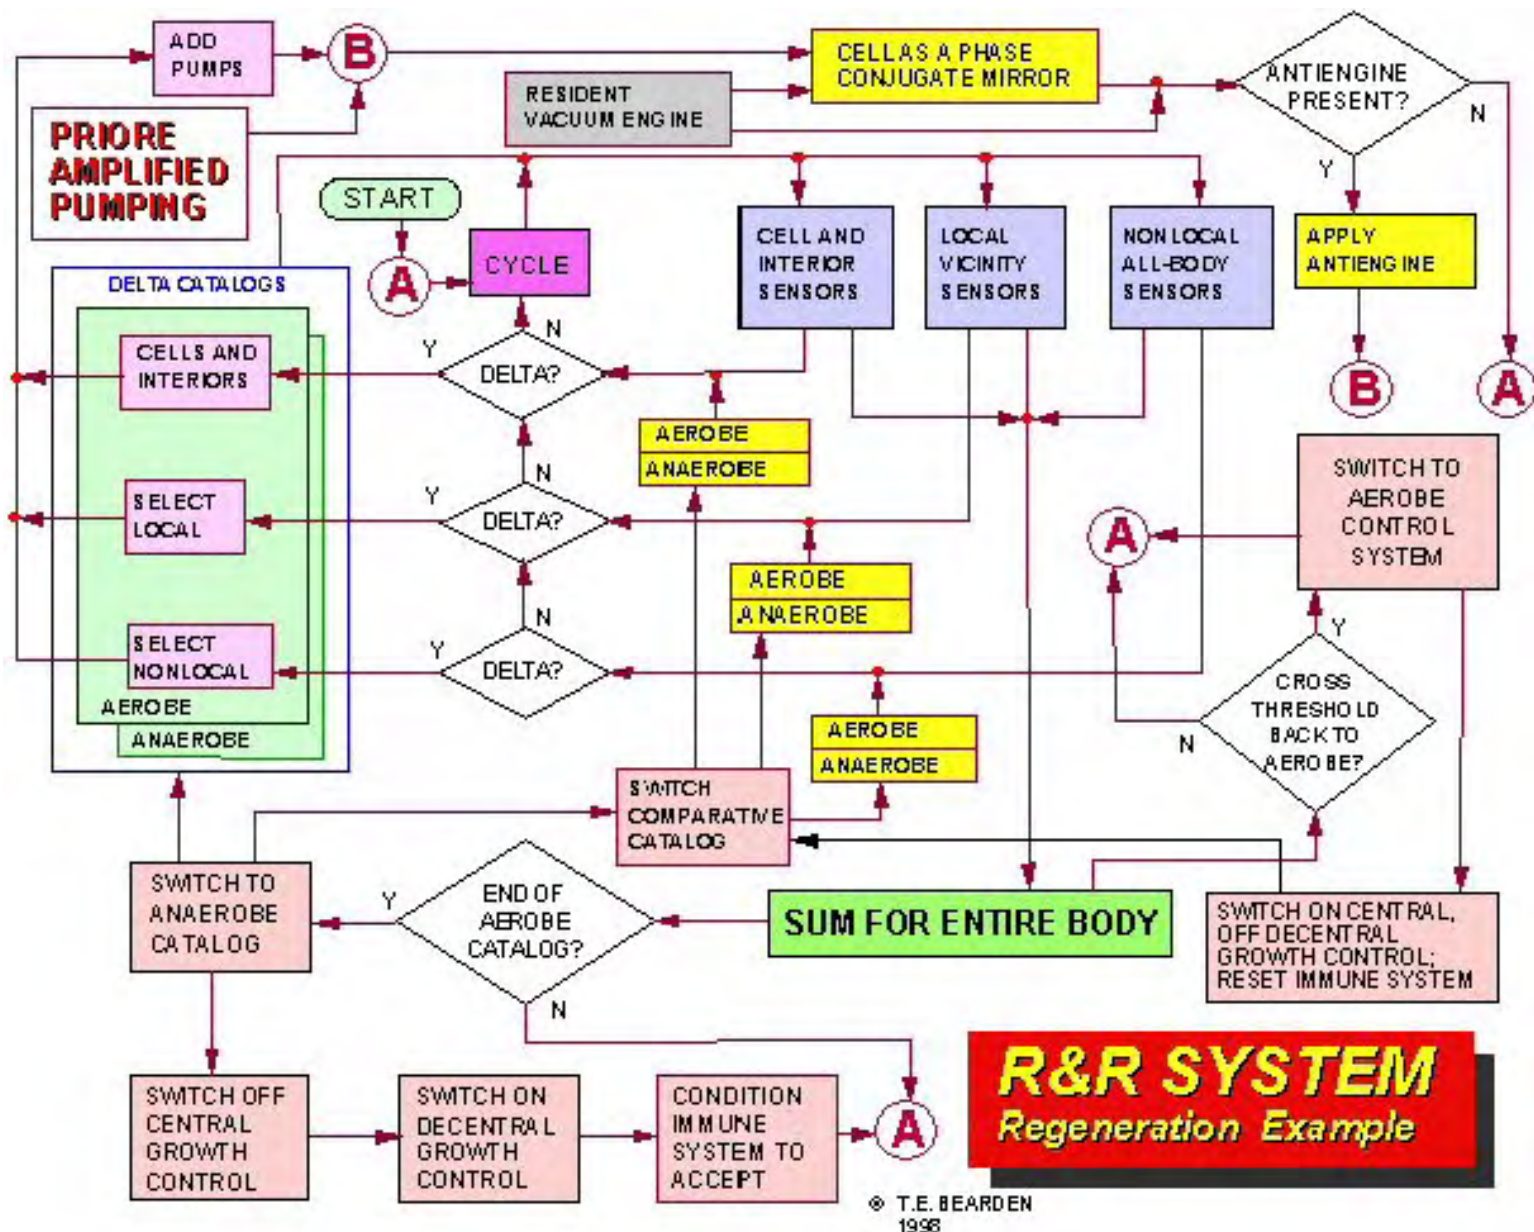 ADD
PUMPS
B
CELL AS A PHASE
CONJUGATE MIRROR
ANTIENGINE
PRESENT?
N
Y
RESIDENT
VACUUM ENGINE
PRIORE
AMPLIFIED
PUMPING
START
A
CYCLE
CELL AND
INTERIOR
SENSORS
LOCAL
VICINITY
SENSORS
NONLOCAL
ALL-BODY
SENSORS
APPLY
ANTIENGINE
B
A
DELTA CATALOGS
CELLS AND
INTERIORS
Y
DELTA?
N
AEROBE
ANAEROBE
SELECT
LOCAL
Y
DELTA?
N
AEROBE
ANAEROBE
SELECT
NONLOCAL
Y
DELTA?
N
AEROBE
ANAEROBE
AEROBE
ANAEROBE
SWITCH TO
AEROBE
CONTROL
SYSTEM
A
Y
CROSS
THRESHOLD
BACK TO
AEROBE?
N
SWITCH
COMPARATIVE
CATALOG
SWITCH TO
ANAEROBE
CATALOG
Y
END OF
AEROBE
CATALOG?
N
SUM FOR ENTIRE BODY
SWITCH ON CENTRAL,
OFF DECENTRAL
GROWTH CONTROL;
RESET IMMUNE SYSTEM
SWITCH OFF
CENTRAL
GROWTH
CONTROL
SWITCH ON
DECENTRAL
GROWTH
CONTROL
CONDITION
IMMUNE
SYSTEM TO
ACCEPT
A
R&R SYSTEM
Regeneration Example
© T.E. BEARDEN
1998